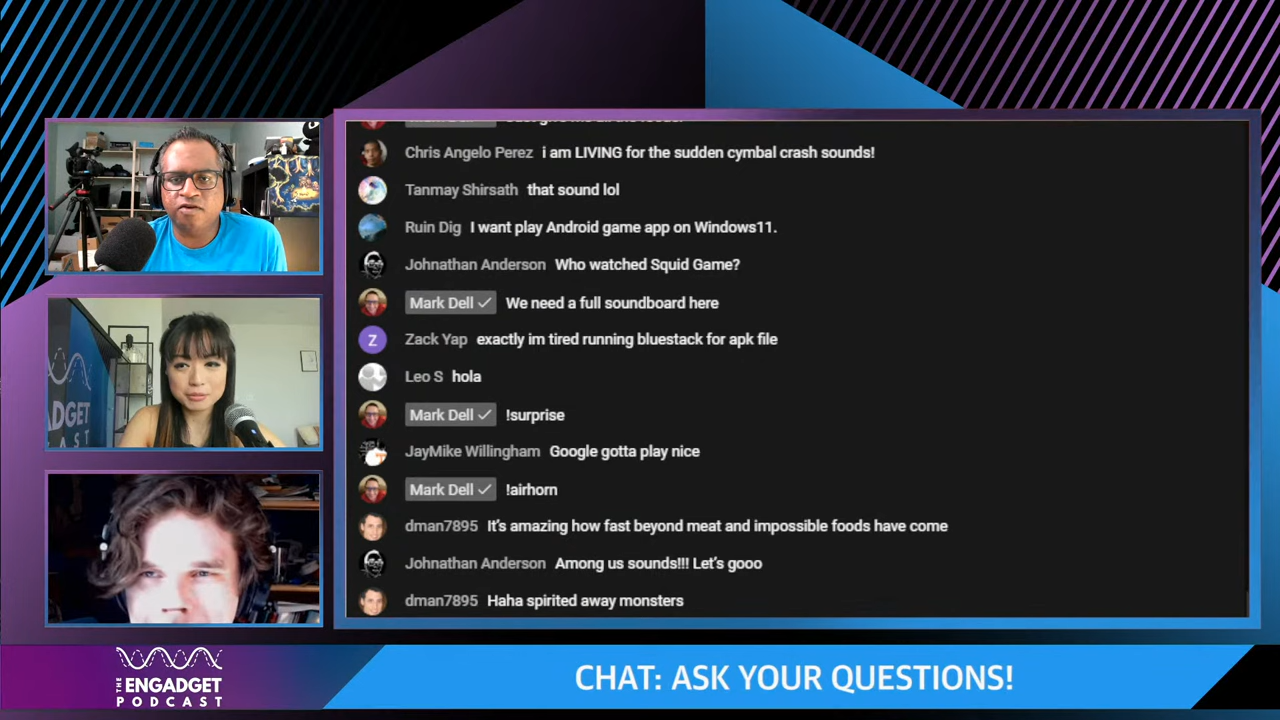 Chris Angelo Perez i am LIVING for the sudden cymbal crash sounds!
Tanmay Shirsath that sound lol
Ruin Dig I want play Android game app on Windows11.
Johnathan Anderson Who watched Squid Game?
Mark Dell ✓ We need a full soundboard here
Z Zack Yap exactly im tired running bluestack for apk file
Leo S hola
Mark Dell ✓ !surprise
JayMike Willingham Google gotta play nice
Mark Dell ✓ !airhorn
dman7895 It's amazing how fast beyond meat and impossible foods have come
Johnathan Anderson Among us sounds!!! Let's gooo
dman7895 Haha spirited away monsters
THE ENGADGET
PODCAST
CHAT: ASK YOUR QUESTIONS!